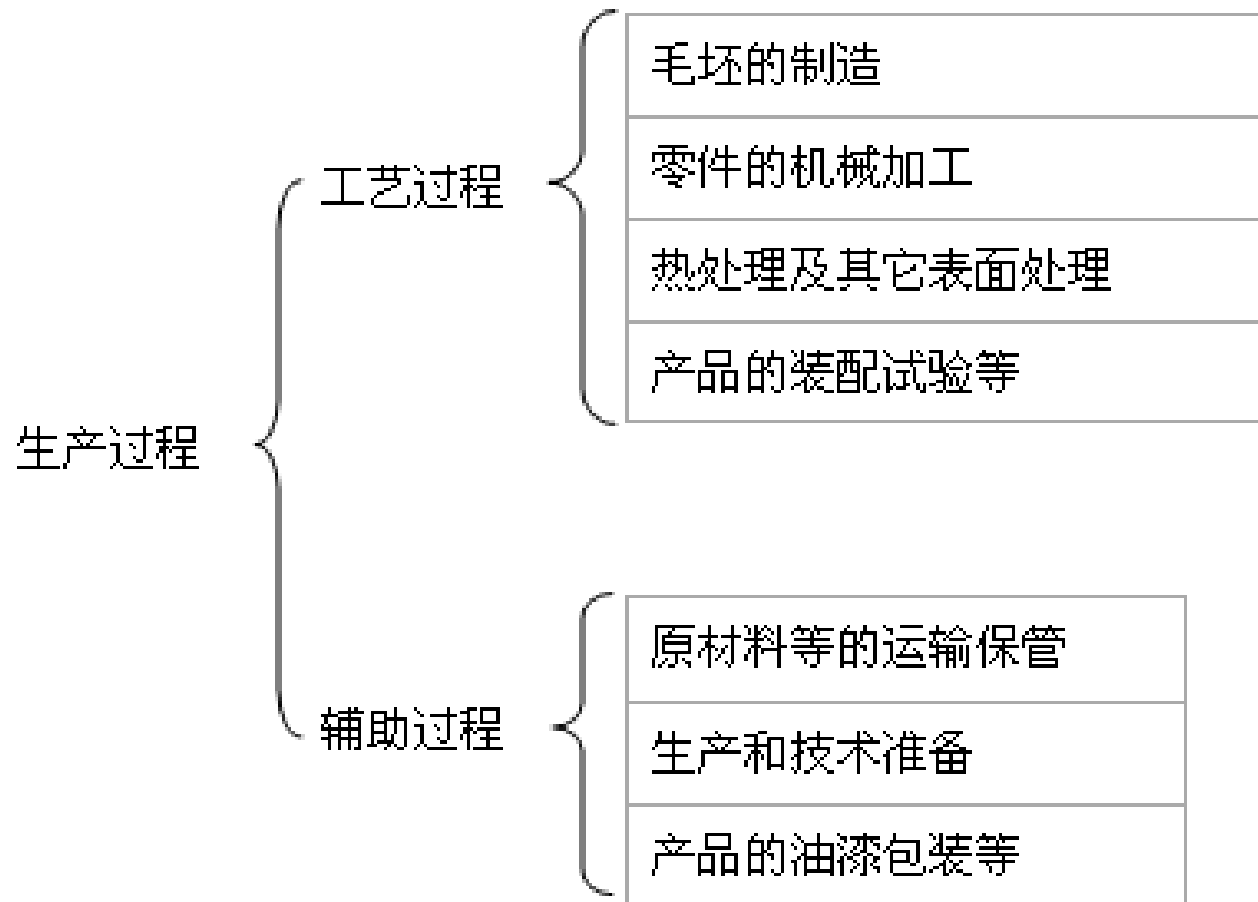 生产过程
工艺过程
毛坯的制造
零件的机械加工
热处理及其它表面处理
产品的装配试验等
辅助过程
原材料等的运输保管
生产和技术准备
产品的油漆包装等